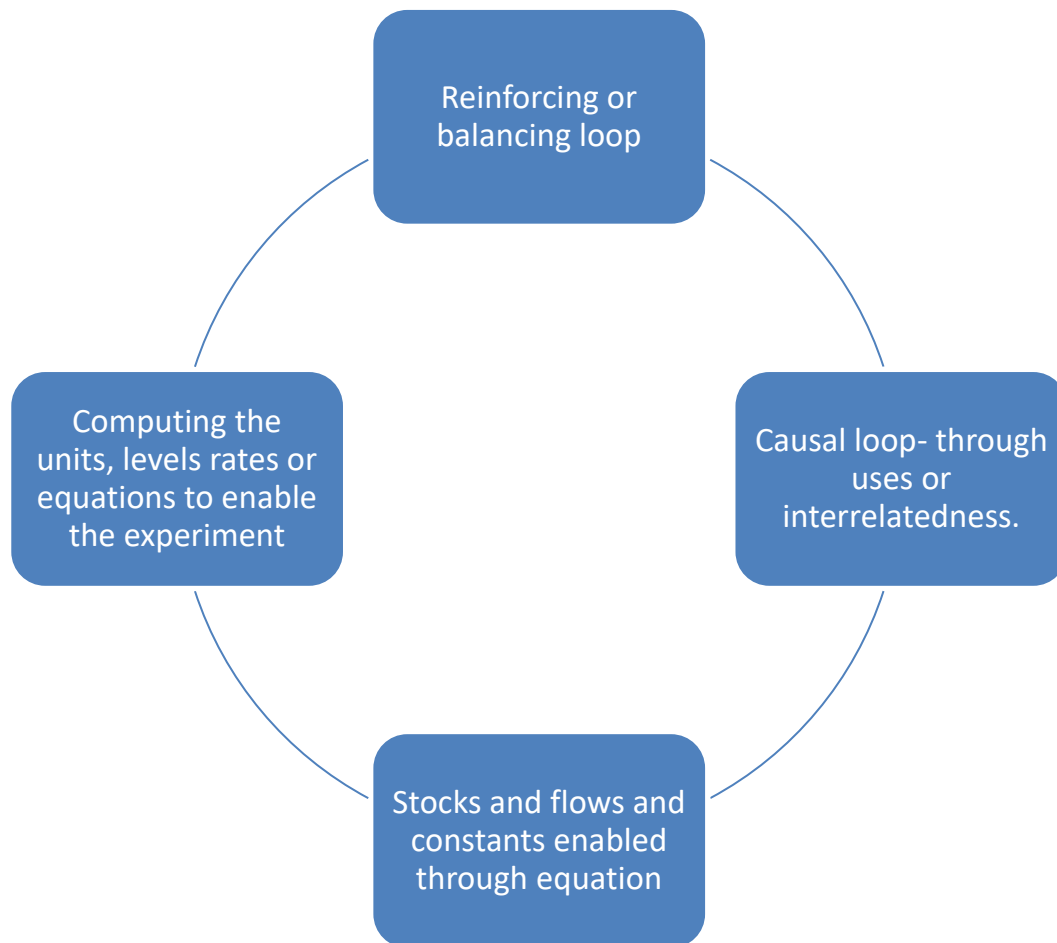 Reinforcing or
balancing loop
Causal loop- through
uses or
interrelatedness.
Stocks and flows and
constants enabled
through equation
Computing the
units, levels rates or
equations to enable
the experiment